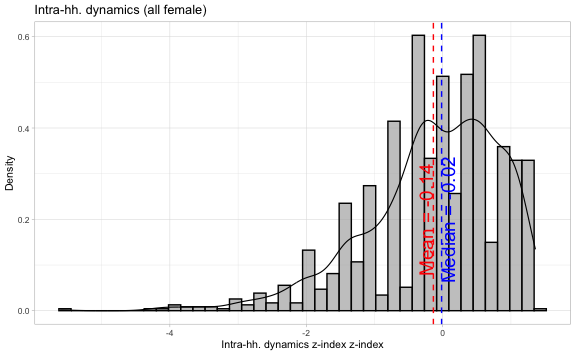 Intra-hh. dynamics (all female)
Density
0.6
0.4
0.2
0.0
Mean = -0.14
Median = -0.02
-4
-2
0
Intra-hh. dynamics z-index z-index